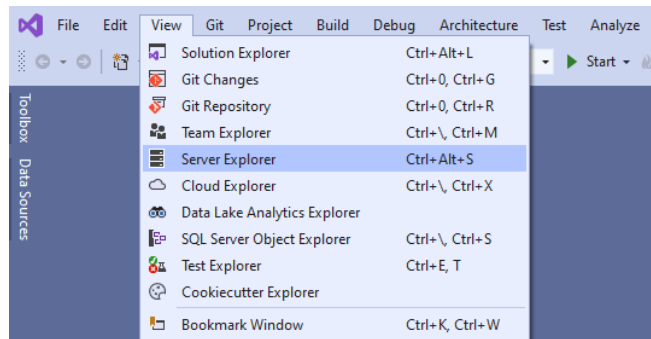 File Edit View Git Project Build Debug Architecture Test Analyze
Start
Toolbox
Data Sources
Solution Explorer Ctrl+Alt+L
Git Changes Ctrl+0, Ctrl+G
Git Repository Ctrl+0, Ctrl+R
Team Explorer Ctrl+\, Ctrl+M
Server Explorer Ctrl+Alt+S
Cloud Explorer Ctrl+\, Ctrl+X
Data Lake Analytics Explorer
SQL Server Object Explorer Ctrl+\, Ctrl+S
Test Explorer Ctrl+E, T
Cookiecutter Explorer
Bookmark Window Ctrl+K, Ctrl+W